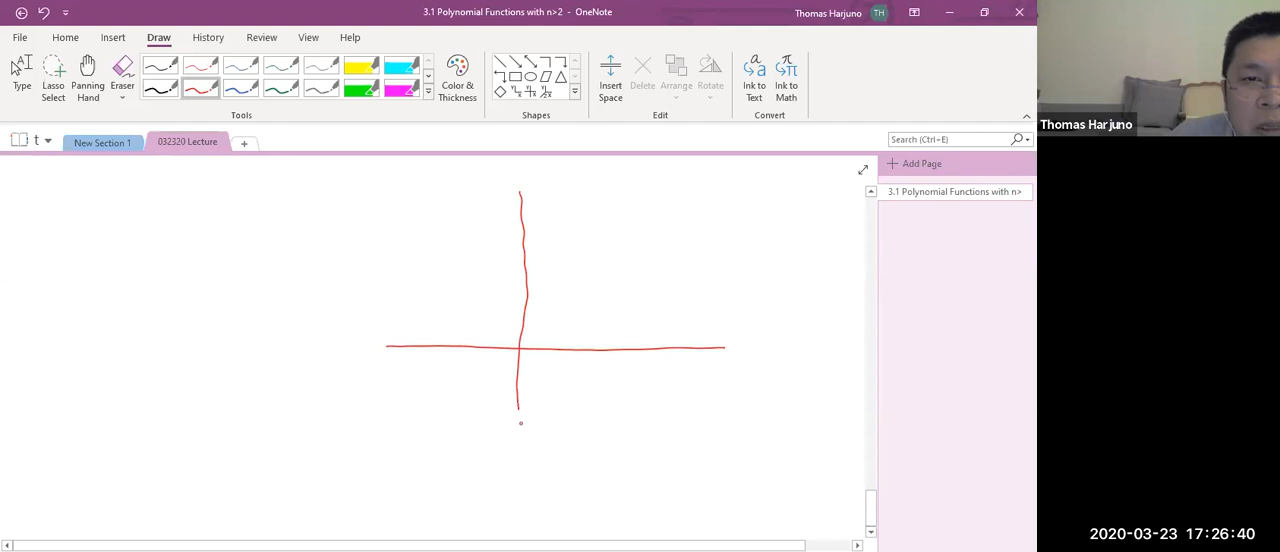 3.1 Polynomial Functions with n>2 - OneNote
Thomas Harjuno TH
File Home Insert Draw History Review View Help
Type
Lasso Select
Panning Hand
Eraser
Color & Thickness
Insert Space
Delete
Arrange
Rotate
Ink to Text
Ink to Math
Tools Shapes Edit Convert
t New Section 1 032320 Lecture
Search (Ctrl+E)
Add Page
3.1 Polynomial Functions with n>
Thomas Harjuno
2020-03-23 17:26:40